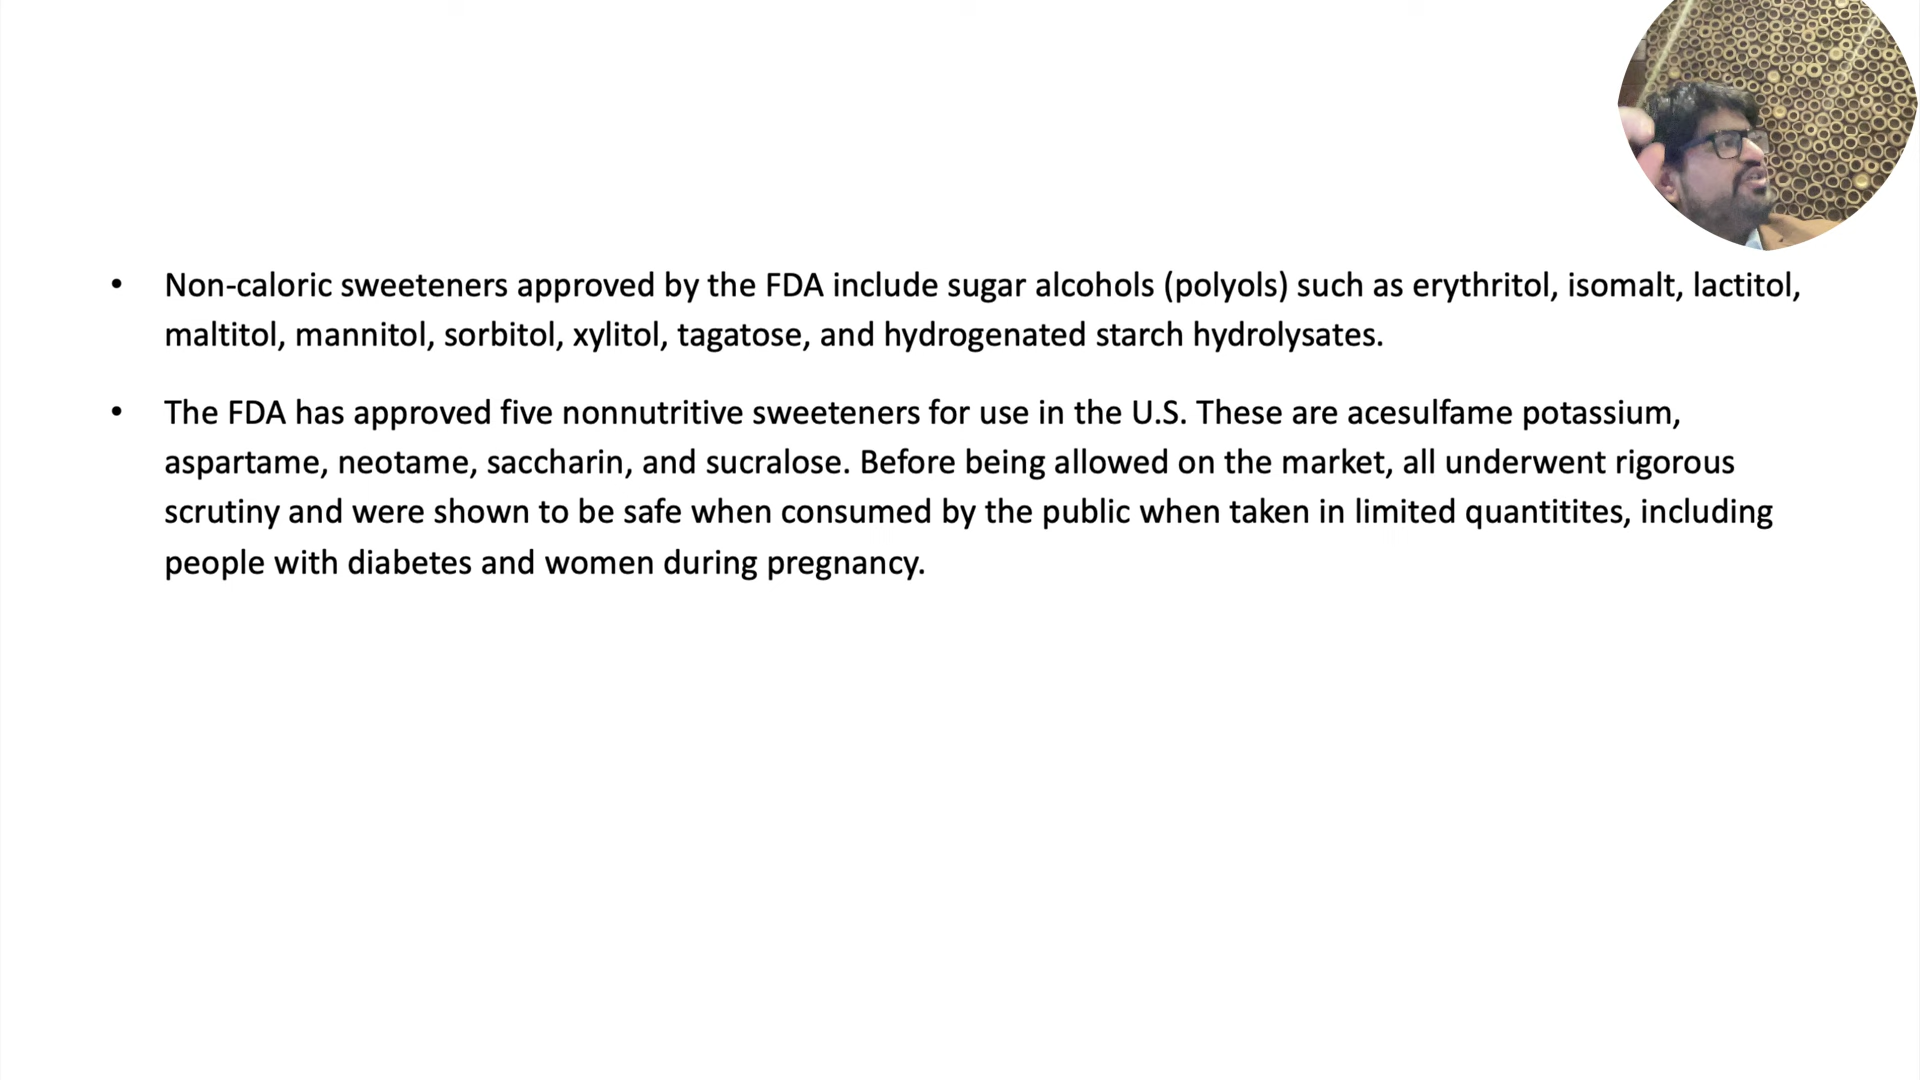 • Non-caloric sweeteners approved by the FDA include sugar alcohols (polyols) such as erythritol, isomalt, lactitol,
maltitol, mannitol, sorbitol, xylitol, tagatose, and hydrogenated starch hydrolysates.
• The FDA has approved five nonnutritive sweeteners for use in the U.S. These are acesulfame potassium,
aspartame, neotame, saccharin, and sucralose. Before being allowed on the market, all underwent rigorous
scrutiny and were shown to be safe when consumed by the public when taken in limited quantitites, including
people with diabetes and women during pregnancy.